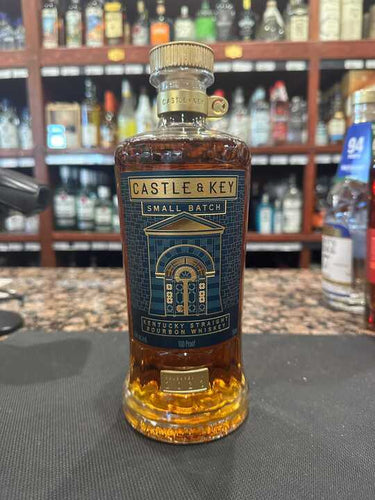 CASTLE & KEY
CASTLE & KEY
SMALL BATCH
KENTUCKY STRAIGHT
BOURBON WHISKEY
100 Proof
94